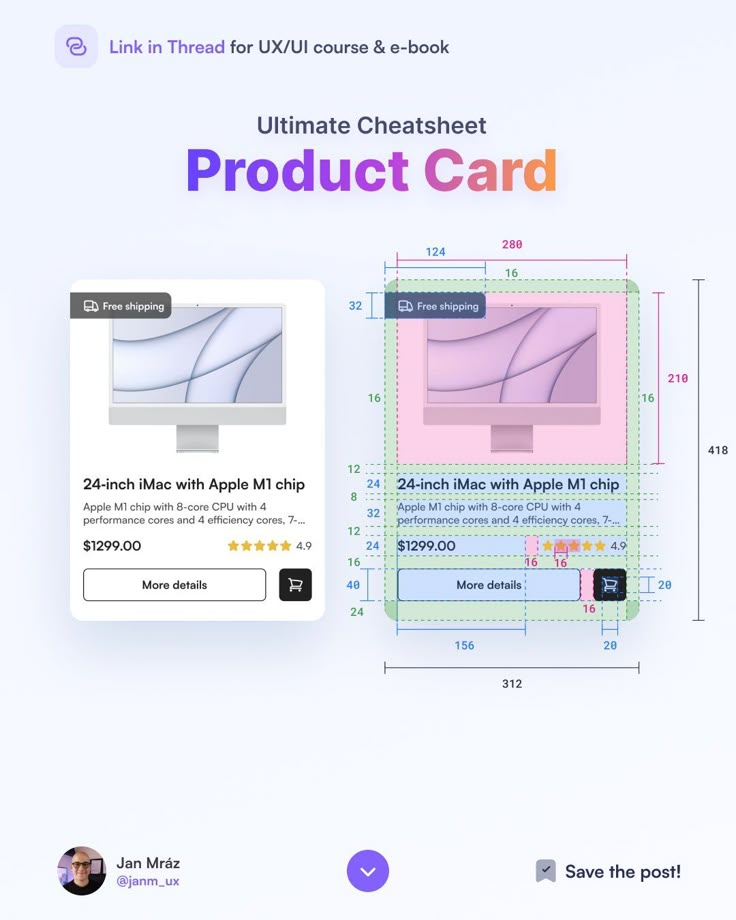 Link in Thread for UX/UI course & e-book
Ultimate Cheatsheet
Product Card
280
124
16
Free shipping
32
Free shipping
210
16
16
418
12
24-inch iMac with Apple M1 chip
24
24-inch iMac with Apple M1 chip
8
Apple M1 chip with 8-core CPU with 4
performance cores and 4 efficiency cores, 7-...
32
Apple M1 chip with 8-core CPU with 4
performance cores and 4 efficiency cores, 7-...
12
$1299.00 4.9
24
$1299.00 4.9
16
16
16
More details
40
More details
20
24
16
156
20
312
Jan Mráz
@janm_ux
Save the post!